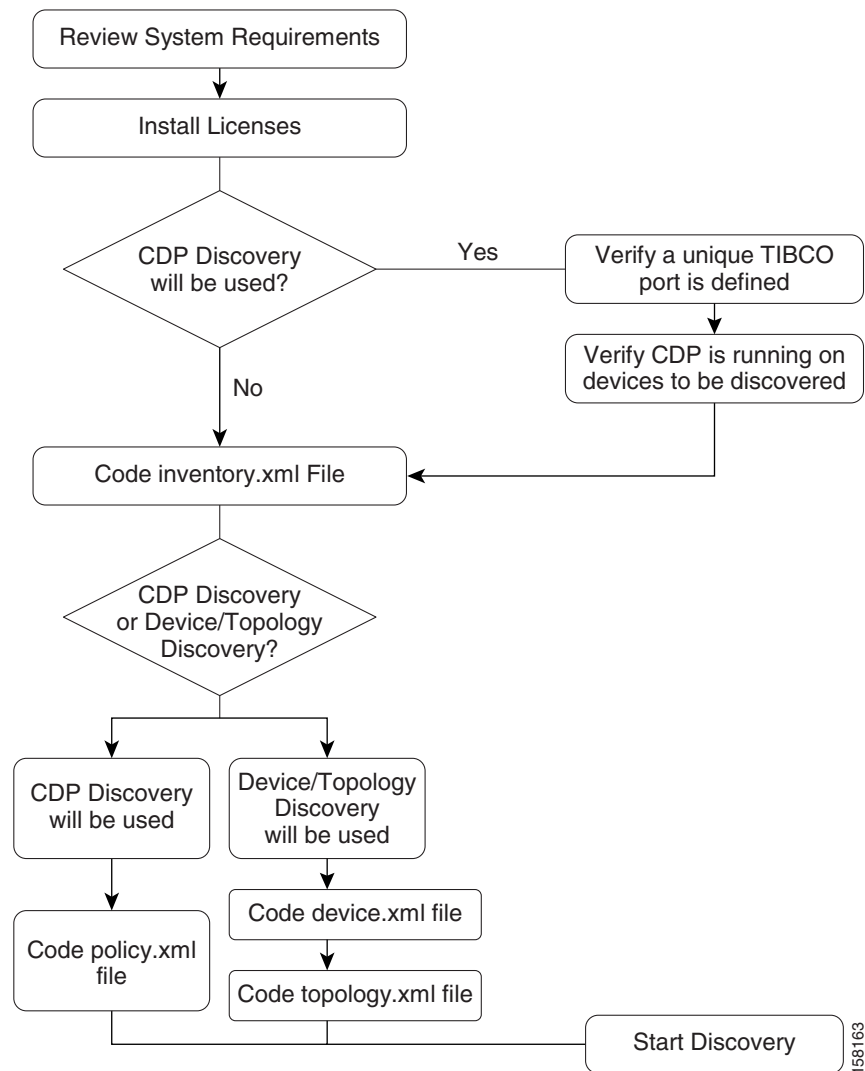 Review System Requirements
Install Licenses
CDP Discovery
will be used?
Yes
Verify a unique TIBCO
port is defined
Verify CDP is running on
devices to be discovered
No
Code inventory.xml File
CDP Discovery
or Device/Topology
Discovery?
CDP Discovery
will be used
Device/Topology
Discovery
will be used
Code policy.xml
file
Code device.xml file
Code topology.xml file
Start Discovery
158163